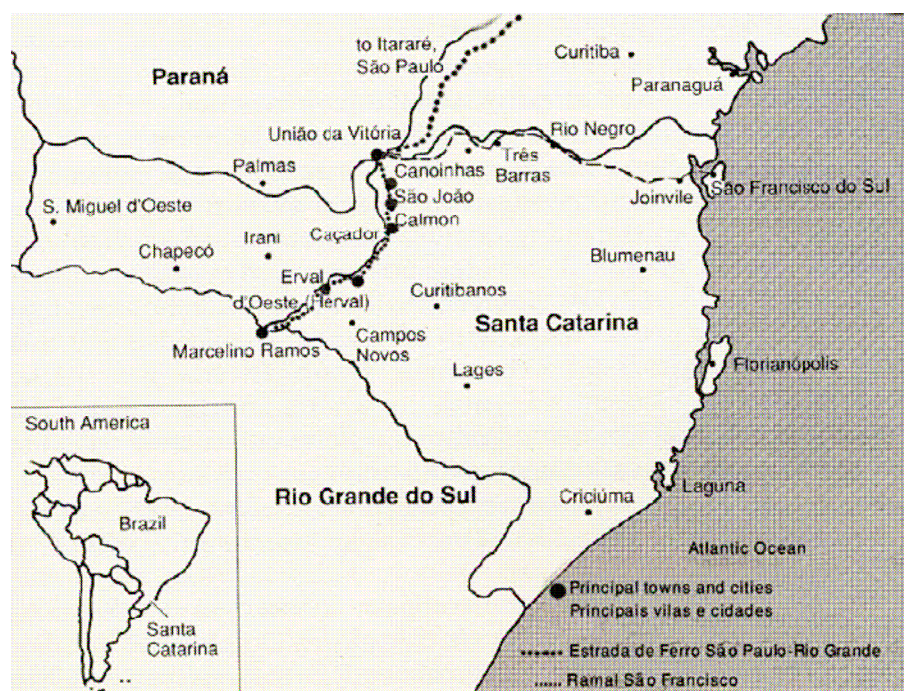 to Itararé,
São Paulo
Curitiba
Paraná
Paranaguá
União da Vitória
Rio Negro
Palmas
Canoinhas
Três
Barras
São João
Joinvile
São Francisco do Sul
S. Miguel d'Oeste
Caçador
Calmon
Irani
Chapecó
Blumenau
Erval
d'Oeste (Herval)
Curitibanos
Santa Catarina
Marcelino Ramos
Campos
Novos
Florianópolis
Lages
South America
Rio Grande do Sul
Laguna
Criciúma
Brazil
Atlantic Ocean
Principal towns and cities
Principais vilas e cidades
Santa
Catarina
Estrada de Ferro São Paulo-Rio Grande
Ramal São Francisco